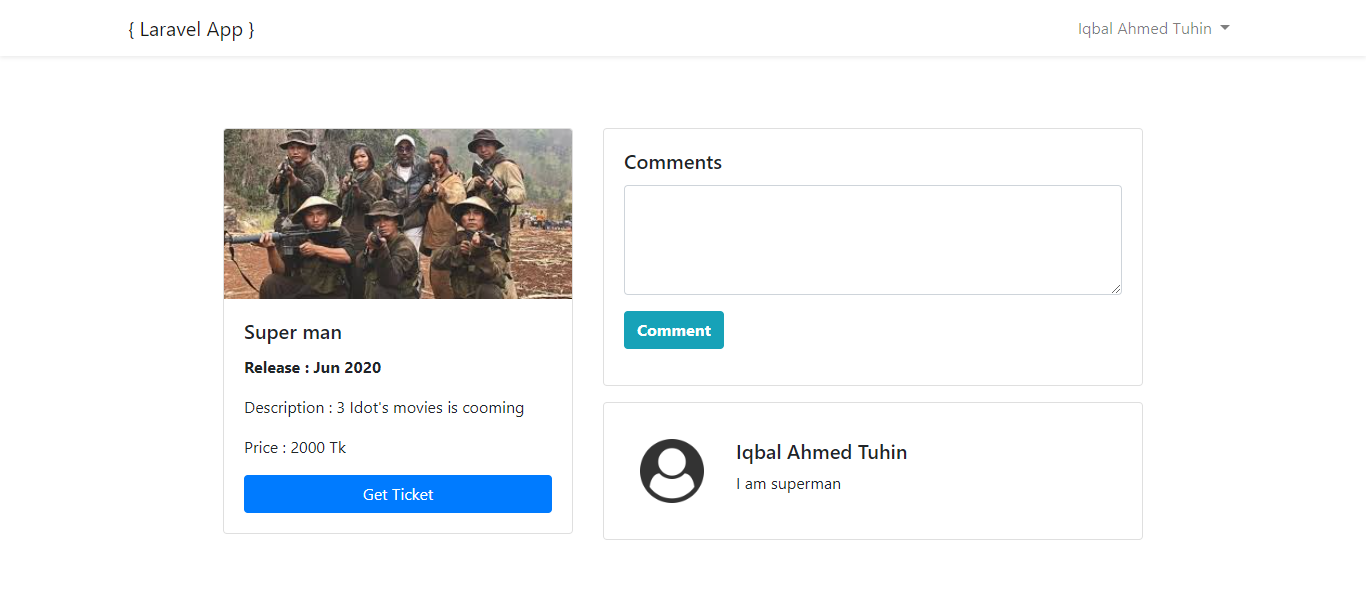 { Laravel App }
Iqbal Ahmed Tuhin
Super man
Release : Jun 2020
Description : 3 Idot's movies is cooming
Price : 2000 Tk
Get Ticket
Comments
Comment
Iqbal Ahmed Tuhin
I am superman